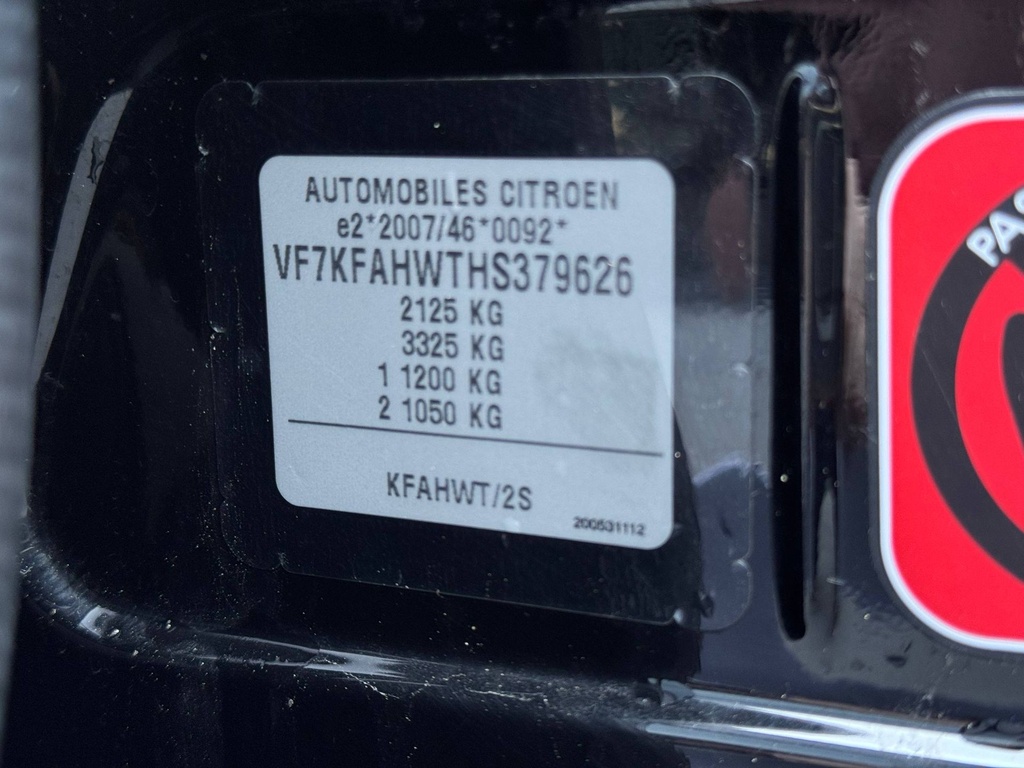 AUTOMOBILES CITROEN
e2*2007/46*0092*
VF7KFAHWTHS379626
2125 KG
3325 KG
1 1200 KG
2 1050 KG
KFAHWT/2S
200531112